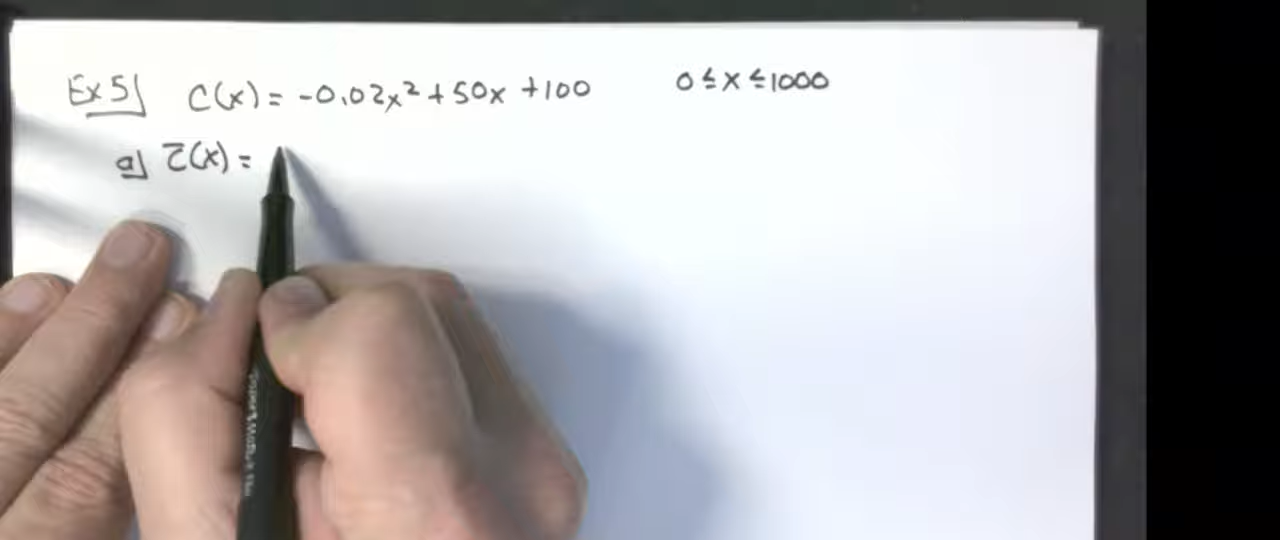 Ex 5] C(x) = -0.02x² + 50x + 100 0 ≤ x ≤ 1000
a] C̅(x) =